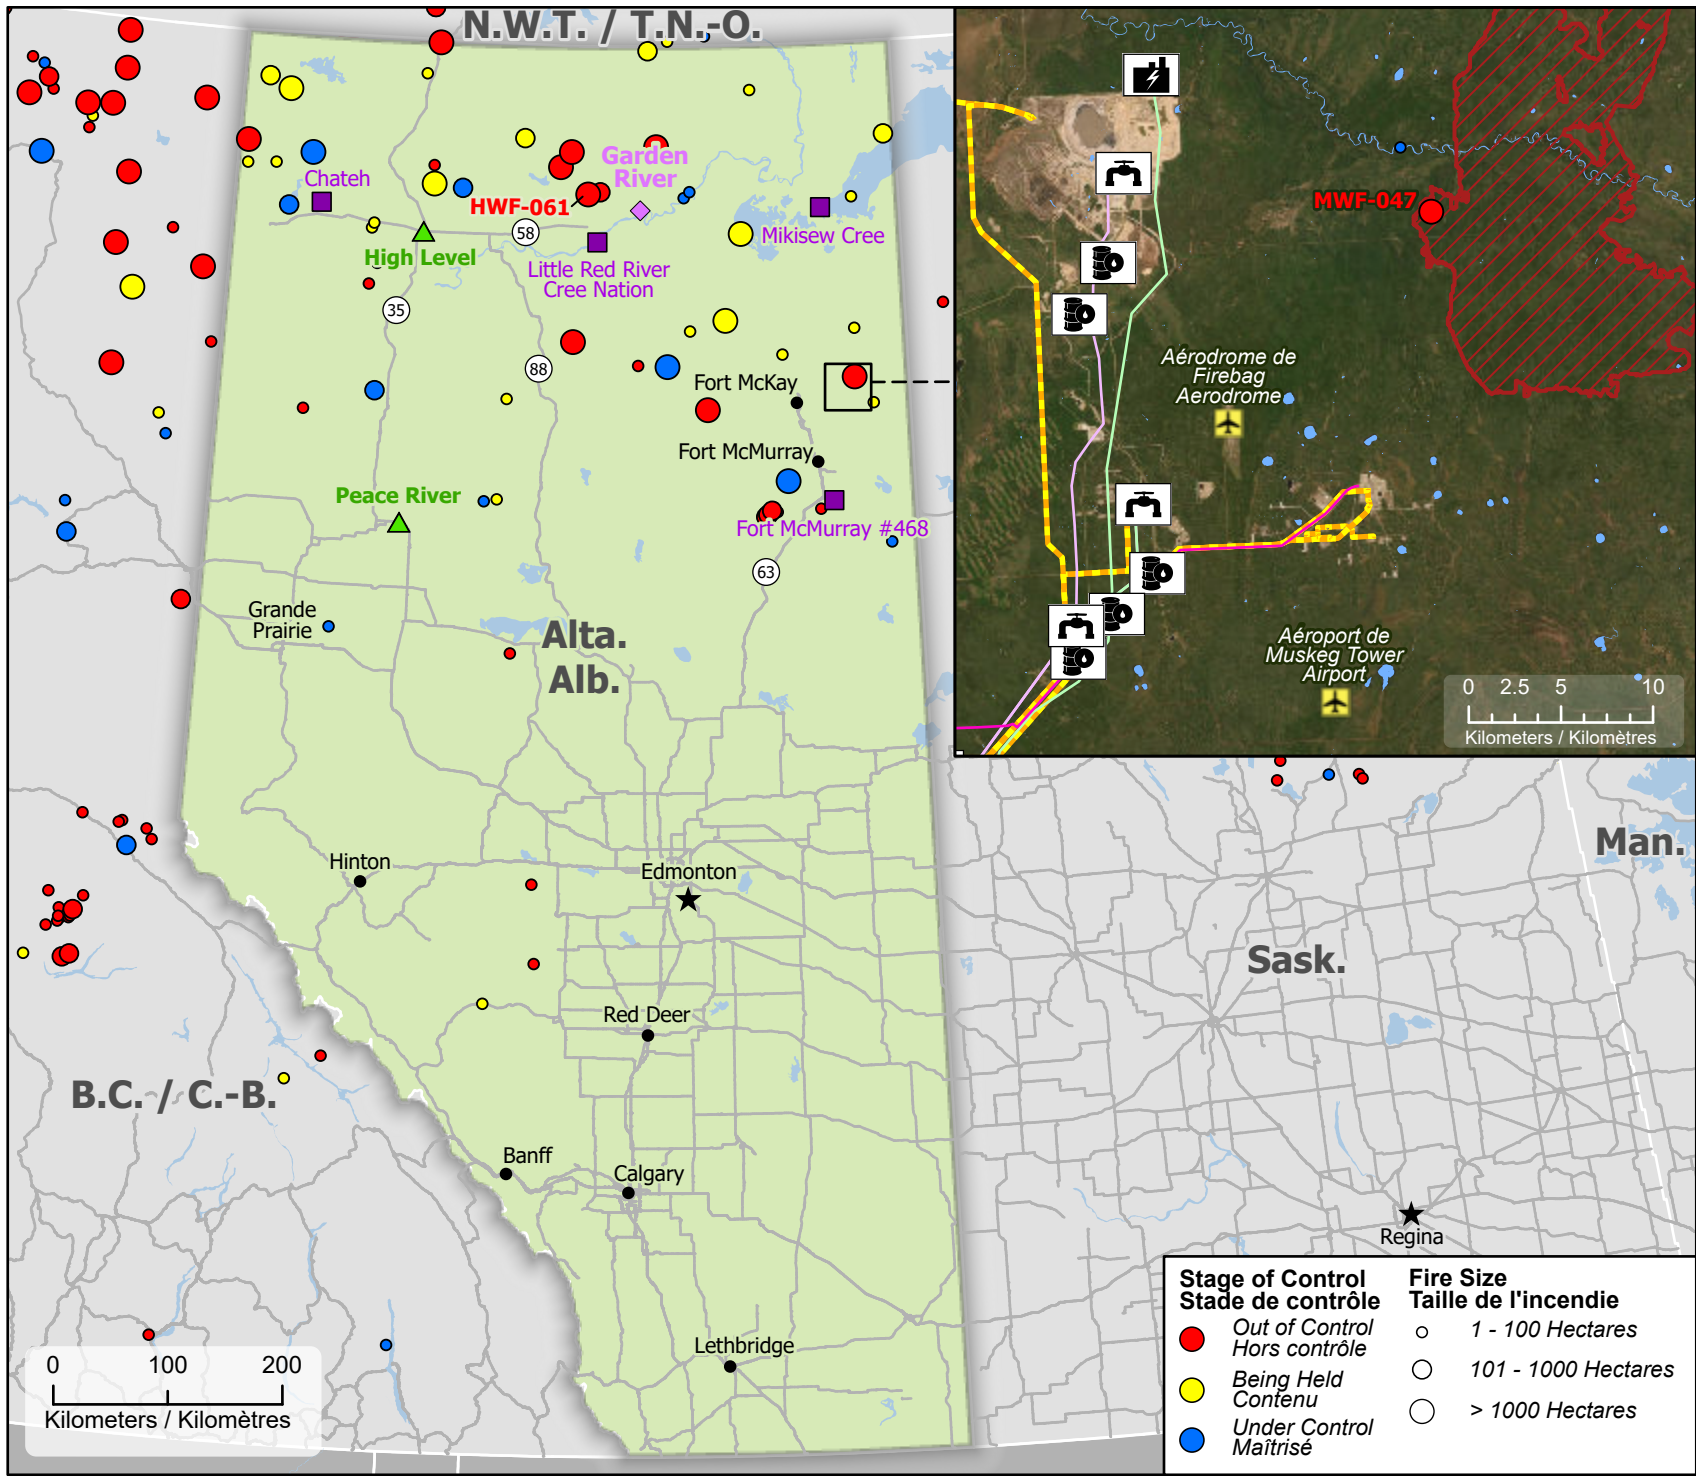 N.W.T. / T.N.-O.
Garden
River
Chateh
HWF-061
58
Mikisew Cree
High Level
Little Red River
Cree Nation
35
88
Fort McKay
Fort McMurray
Peace River
Fort McMurray #468
63
Grande
Prairie
Alta.
Alb.
Hinton
Edmonton
Red Deer
B.C. / C.-B.
Banff
Calgary
Lethbridge
0 100 200
Kilometers / Kilomètres
MWF-047
Aérodrome de
Firebag
Aerodrome
Aéroport de
Muskeg Tower
Airport
0 2.5 5 10
Kilometers / Kilomètres
Man.
Sask.
Regina
Stage of Control
Stade de contrôle
Out of Control
Hors contrôle
Being Held
Contenu
Under Control
Maîtrisé
Fire Size
Taille de l'incendie
1 - 100 Hectares
101 - 1000 Hectares
> 1000 Hectares